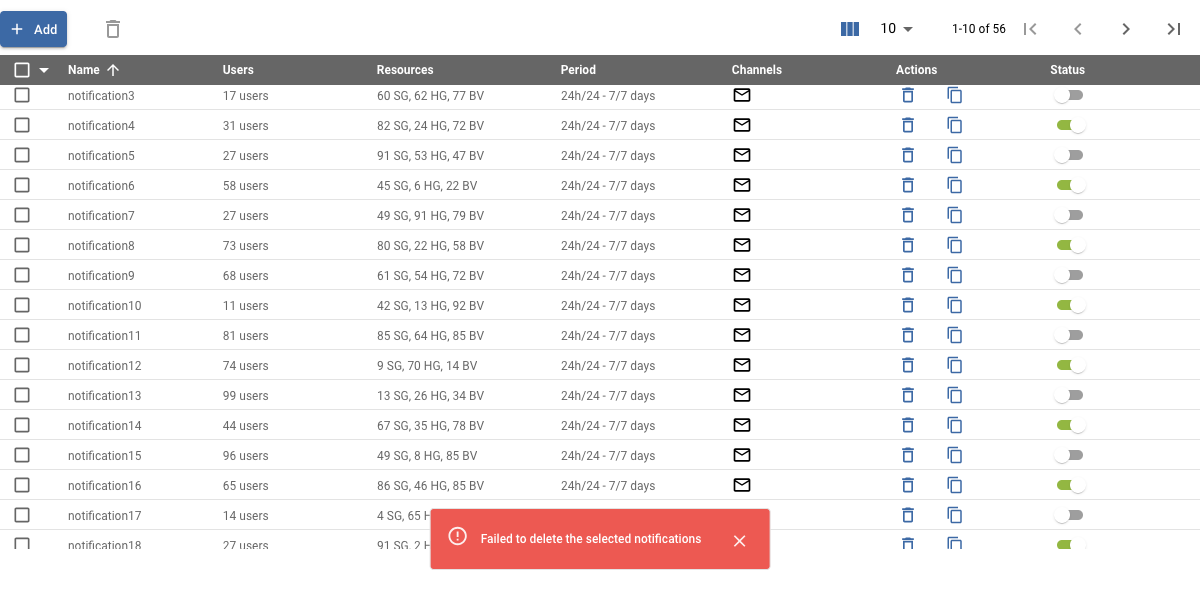 Add 10 1-10 of 56
Name Users Resources Period Channels Actions Status
notification3 17 users 60 SG, 62 HG, 77 BV 24h/24 - 7/7 days
notification4 31 users 82 SG, 24 HG, 72 BV 24h/24 - 7/7 days
notification5 27 users 91 SG, 53 HG, 47 BV 24h/24 - 7/7 days
notification6 58 users 45 SG, 6 HG, 22 BV 24h/24 - 7/7 days
notification7 27 users 49 SG, 91 HG, 79 BV 24h/24 - 7/7 days
notification8 73 users 80 SG, 22 HG, 58 BV 24h/24 - 7/7 days
notification9 68 users 61 SG, 54 HG, 72 BV 24h/24 - 7/7 days
notification10 11 users 42 SG, 13 HG, 92 BV 24h/24 - 7/7 days
notification11 81 users 85 SG, 64 HG, 85 BV 24h/24 - 7/7 days
notification12 74 users 9 SG, 70 HG, 14 BV 24h/24 - 7/7 days
notification13 99 users 13 SG, 26 HG, 34 BV 24h/24 - 7/7 days
notification14 44 users 67 SG, 35 HG, 78 BV 24h/24 - 7/7 days
notification15 96 users 49 SG, 8 HG, 85 BV 24h/24 - 7/7 days
notification16 65 users 86 SG, 46 HG, 85 BV 24h/24 - 7/7 days
notification17 14 users 4 SG, 65
notification18 27 users 91 SG, 2
Failed to delete the selected notifications